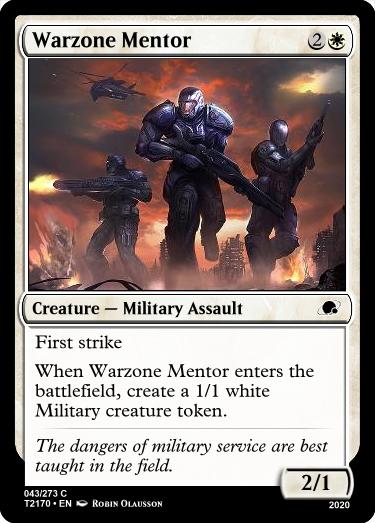 Warzone Mentor 2
Creature — Military Assault
First strike
When Warzone Mentor enters the
battlefield, create a 1/1 white
Military creature token.
The dangers of military service are best
taught in the field.
2/1
043/273 C
T2170 • EN Robin Olausson
2020